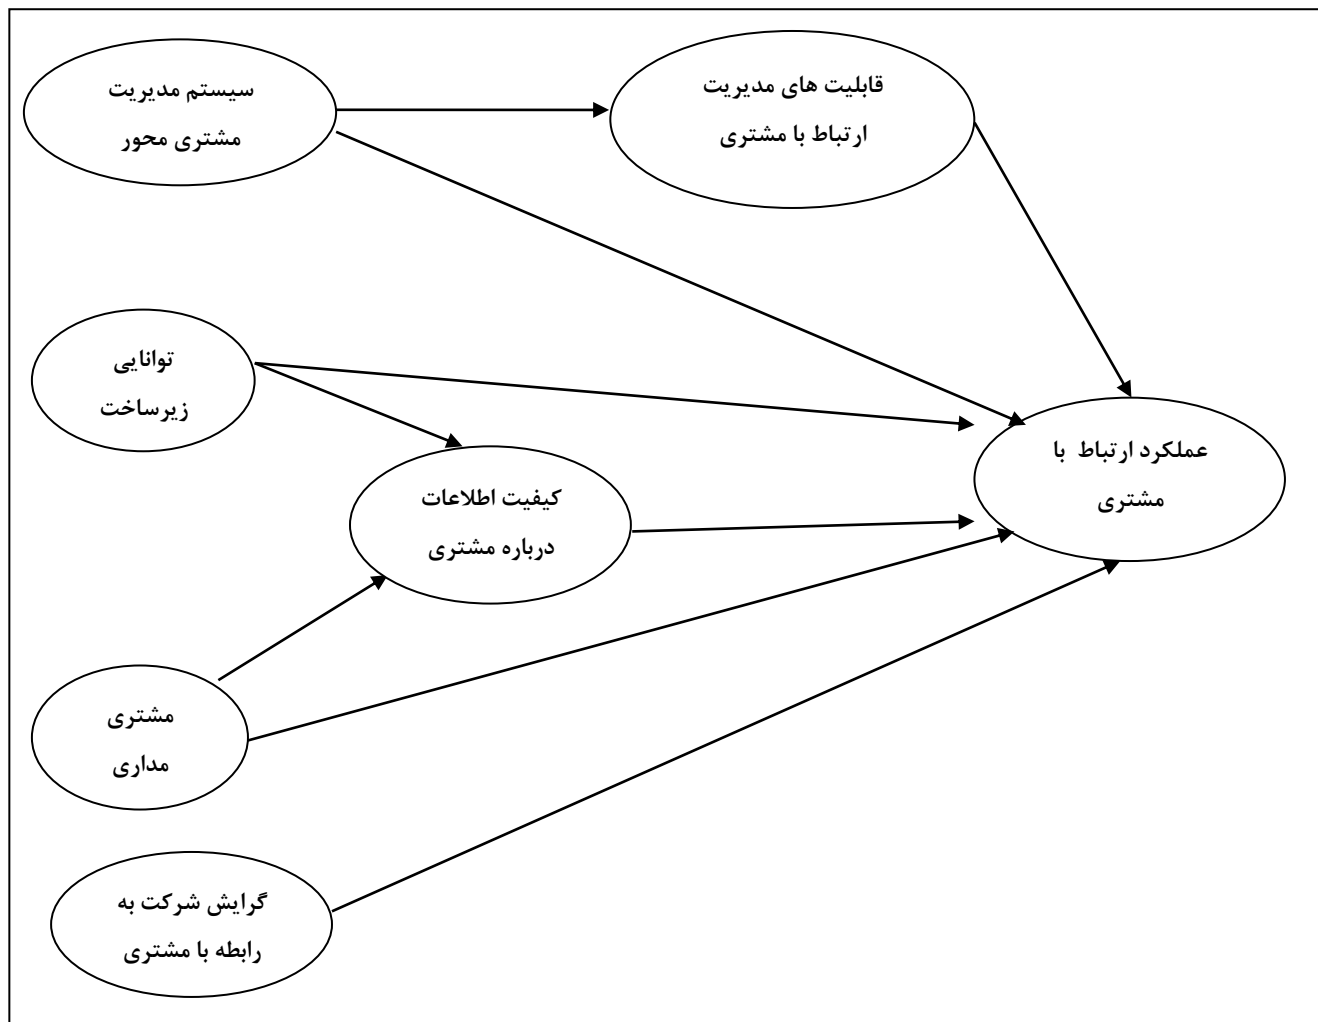 سیستم مدیریت
مشتری محور
قابلیت های مدیریت
ارتباط با مشتری
توانایی
زیرساخت
عملکرد ارتباط با
مشتری
کیفیت اطلاعات
درباره مشتری
مشتری
مداری
گرایش شرکت به
رابطه با مشتری